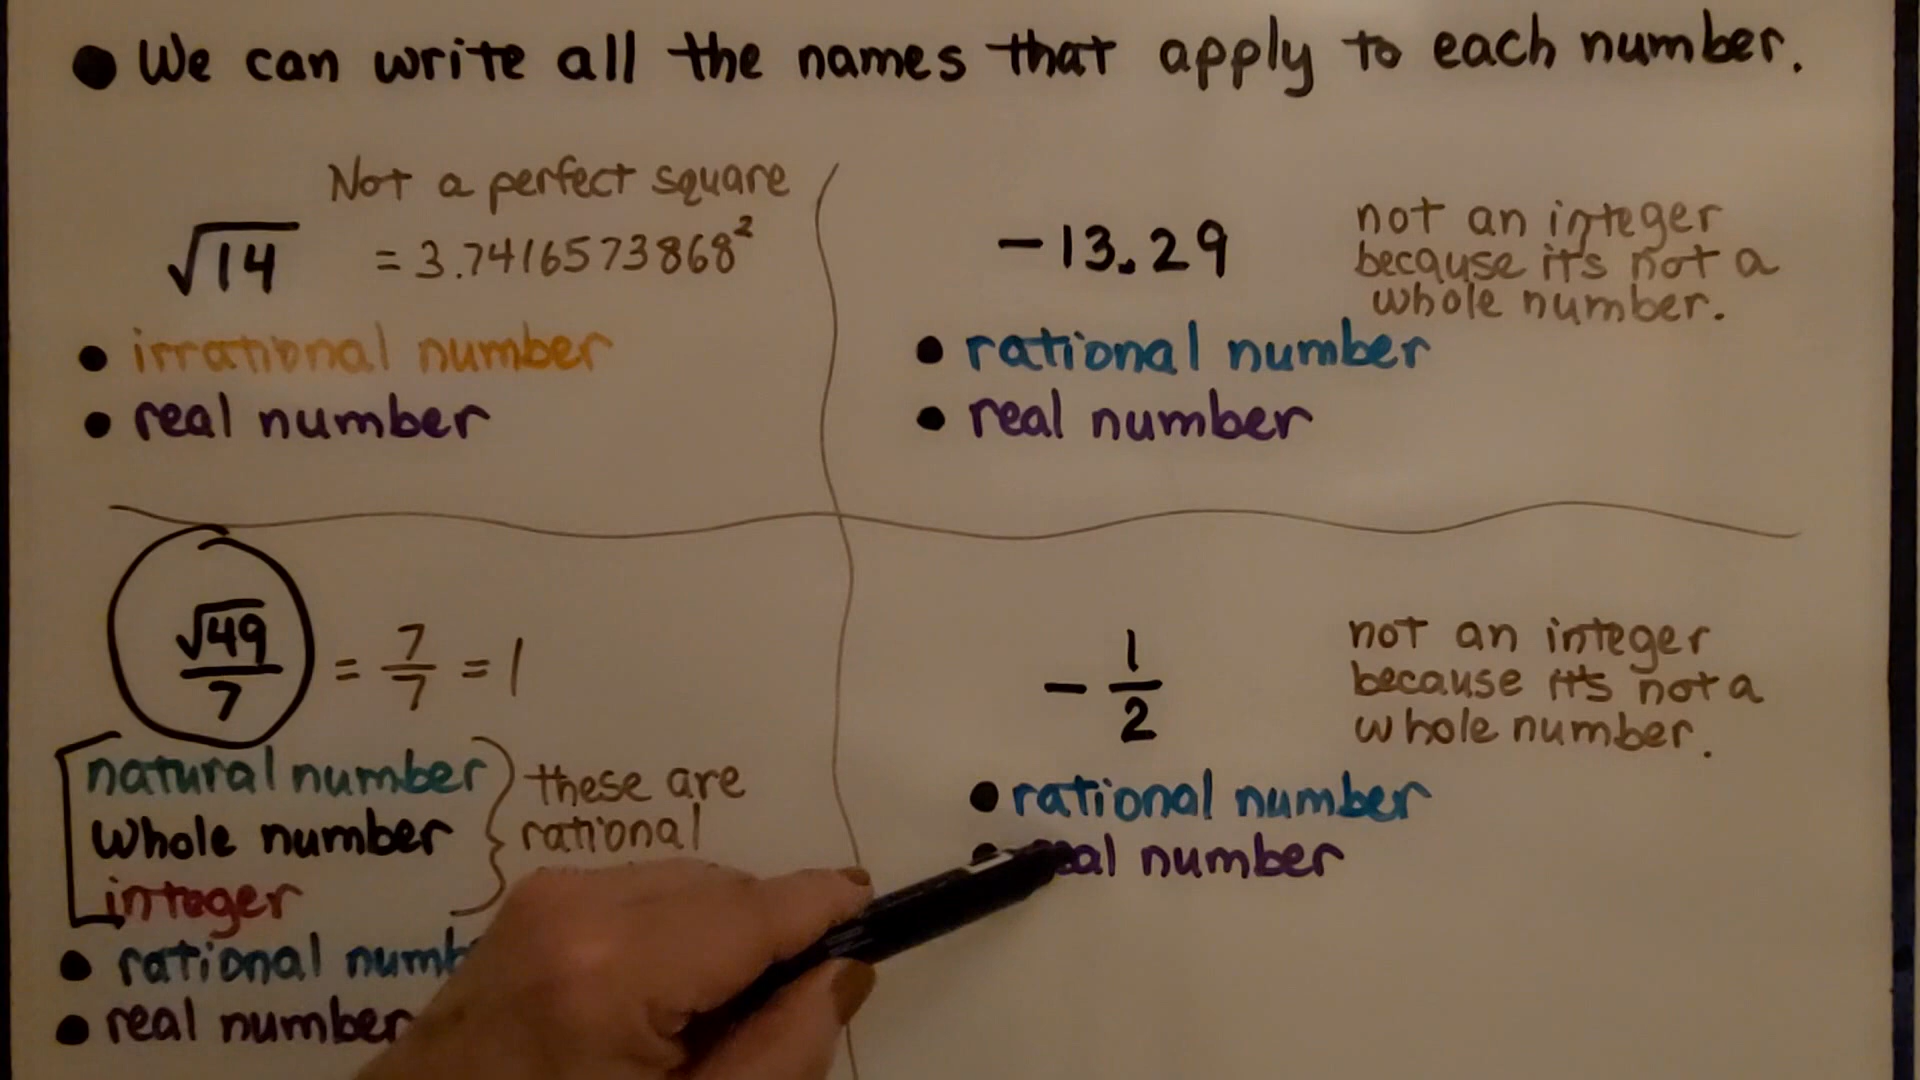 We can write all the names that apply to each number.
Not a perfect square
√14 = 3.7416573868²
irrational number
real number
-13.29
not an integer
because it's not a
whole number.
rational number
real number
√49/7 = 7/7 = 1
natural number
whole number
integer
these are
rational
rational
real number
-1/2
not an integer
because it's not a
whole number.
rational number
number